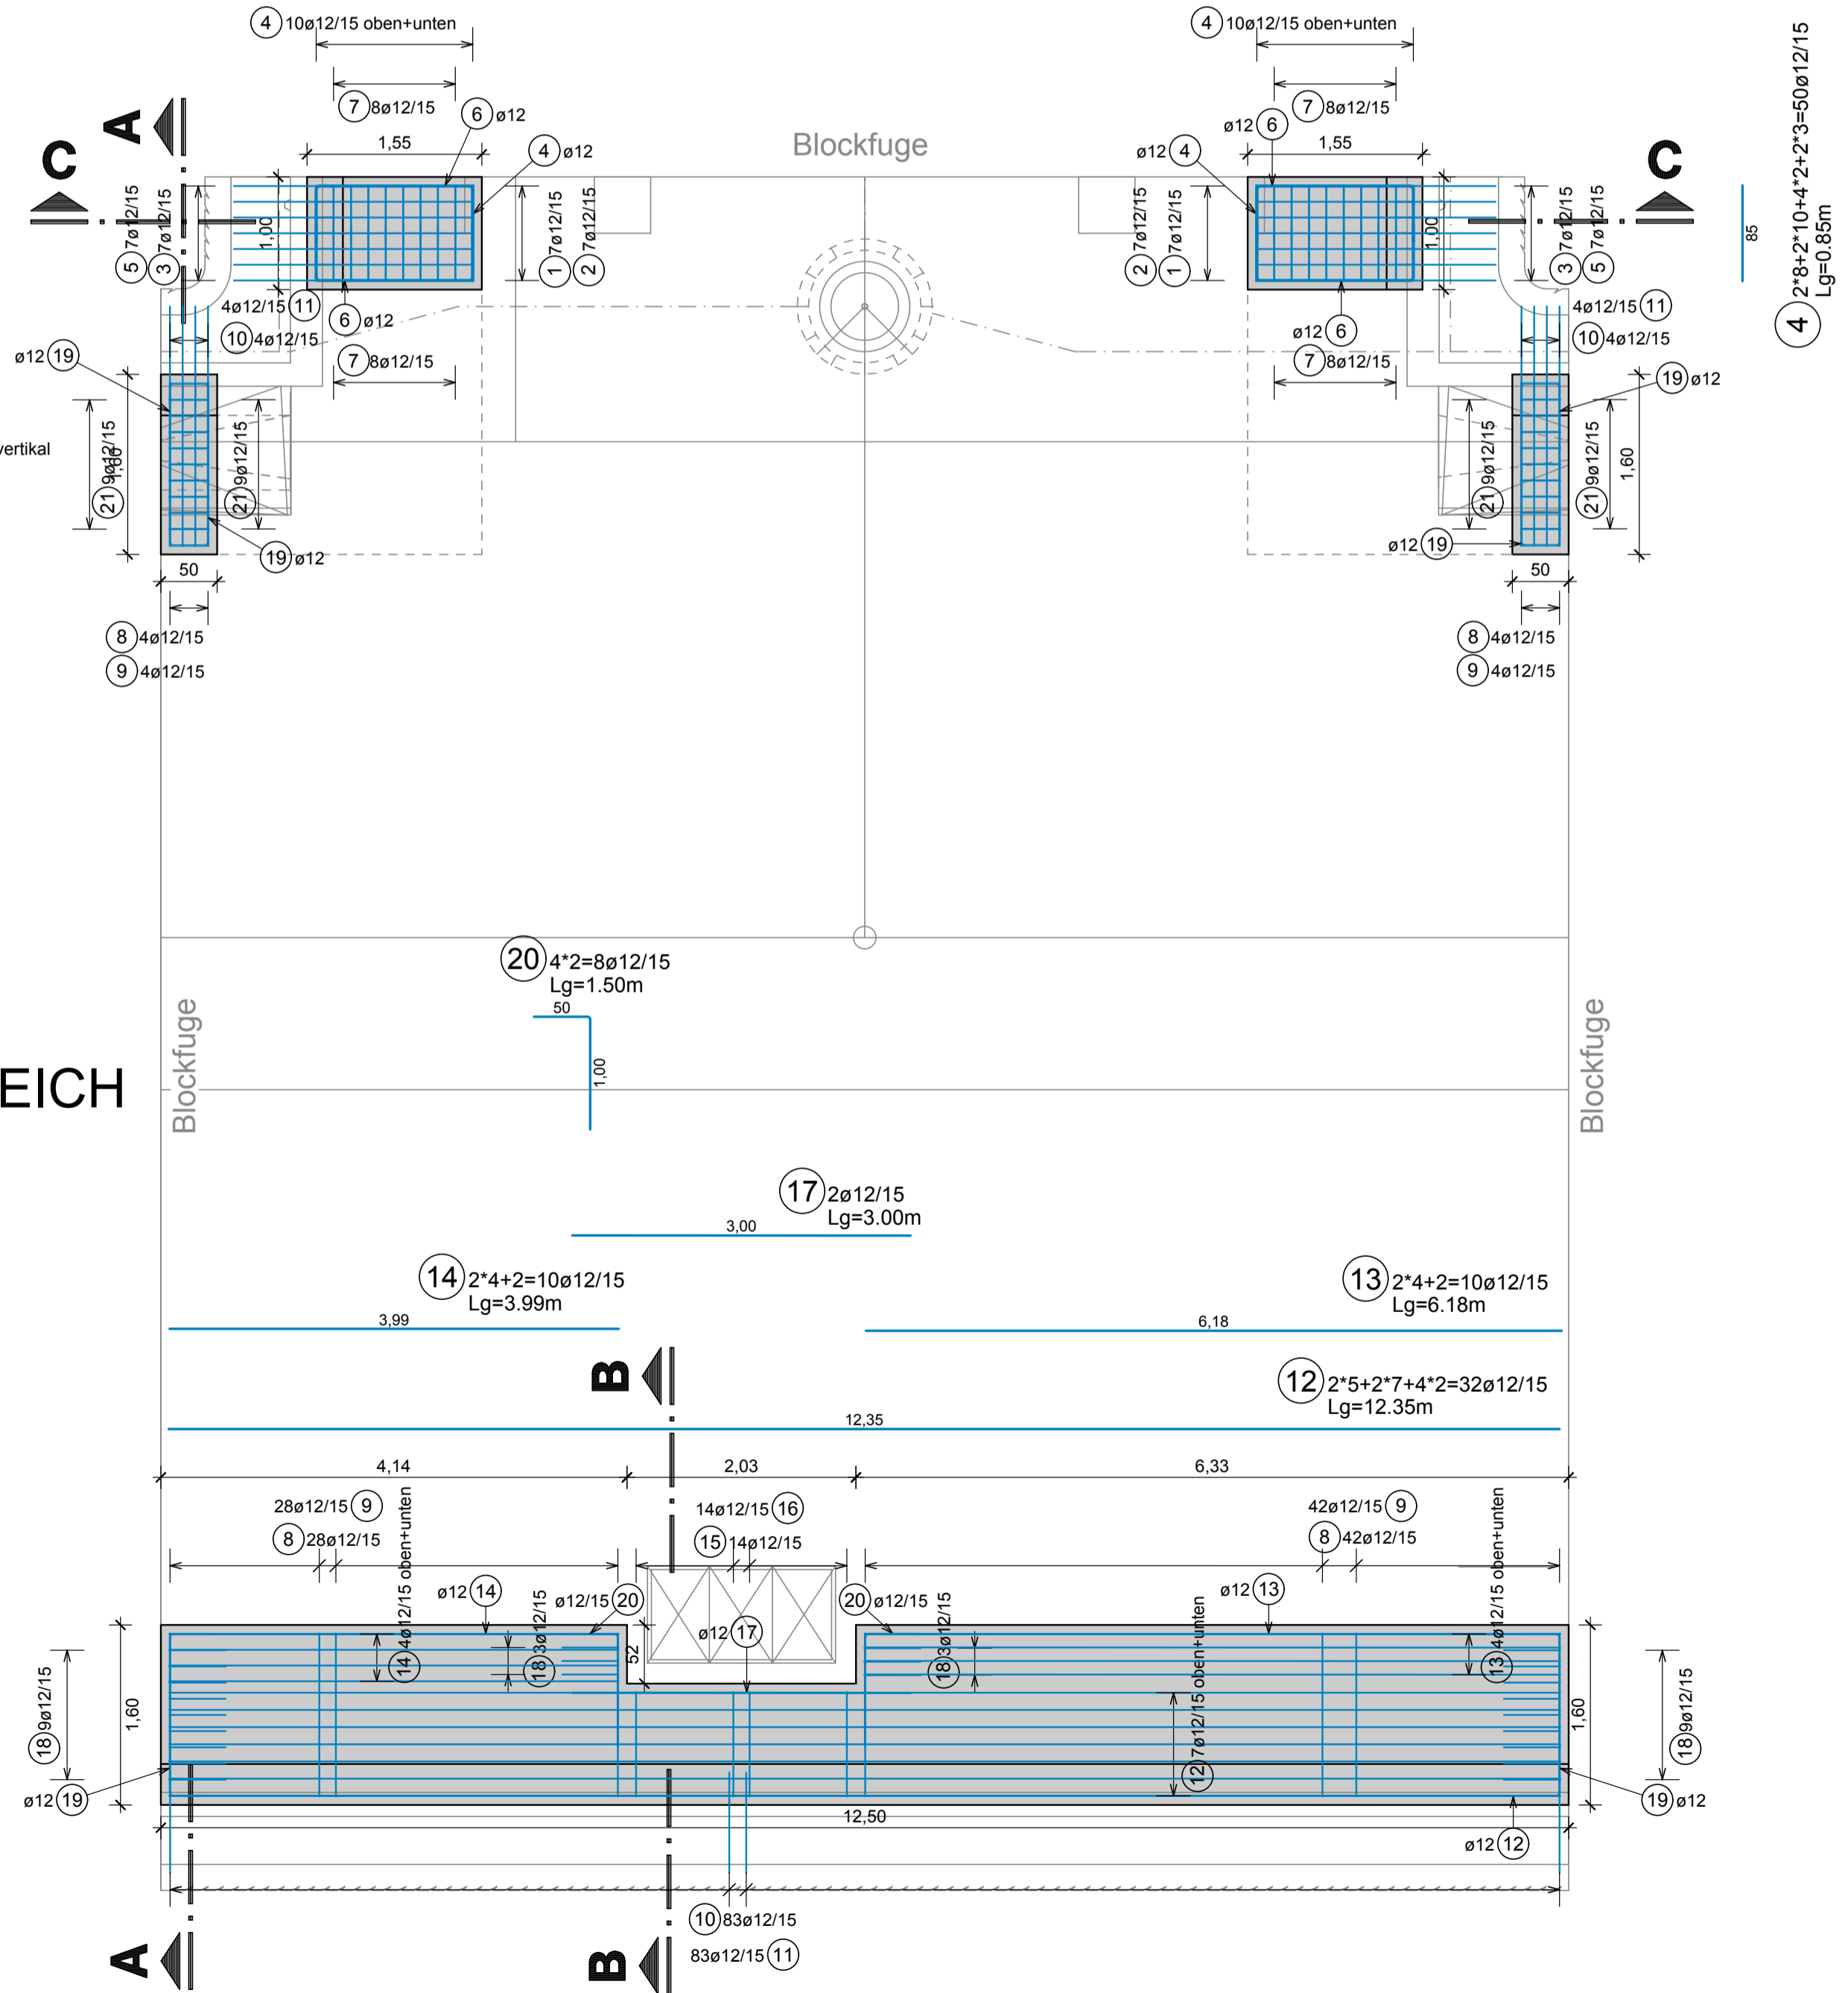 4 10ø12/15 oben+unten
4 10ø12/15 oben+unten
7 8ø12/15
7 8ø12/15
6 ø12
ø12 6
A
C
C
1,55
1,55
4 ø12
ø12 4
Blockfuge
5 7ø12/15
3 7ø12/15
1,00
1 7ø12/15
2 7ø12/15
2 7ø12/15
1 7ø12/15
1,00
3 7ø12/15
5 7ø12/15
85
4 2*8+2*10+4*2+2*3=50ø12/15
Lg=0.85m
4ø12/15 11
10 4ø12/15
6 ø12
7 8ø12/15
ø12 6
7 8ø12/15
4ø12/15 11
10 4ø12/15
ø12 19
19 ø12
vertikal
21 9ø12/15
1,60
21 9ø12/15
21 9ø12/15
21 9ø12/15
1,60
19 ø12
ø12 19
50
50
8 4ø12/15
9 4ø12/15
8 4ø12/15
9 4ø12/15
20 4*2=8ø12/15
Lg=1.50m
50
1,00
EICH
Blockfuge
Blockfuge
17 2ø12/15
Lg=3.00m
3,00
14 2*4+2=10ø12/15
Lg=3.99m
3,99
13 2*4+2=10ø12/15
Lg=6.18m
6,18
B
12 2*5+2*7+4*2=32ø12/15
Lg=12.35m
12,35
4,14
2,03
6,33
28ø12/15 9
8 28ø12/15
14ø12/15 16
15 14ø12/15
42ø12/15 9
8 42ø12/15
ø12 14
14 4ø12/15 oben+unten
18 3ø12/15
ø12/15 20
20 ø12/15
ø12 17
52
18 3ø12/15
ø12 13
12 7ø12/15 oben+unten
13 4ø12/15 oben+unten
18 9ø12/15
1,60
1,60
18 9ø12/15
ø12 19
19 ø12
12,50
ø12 12
10 83ø12/15
83ø12/15 11
A
B